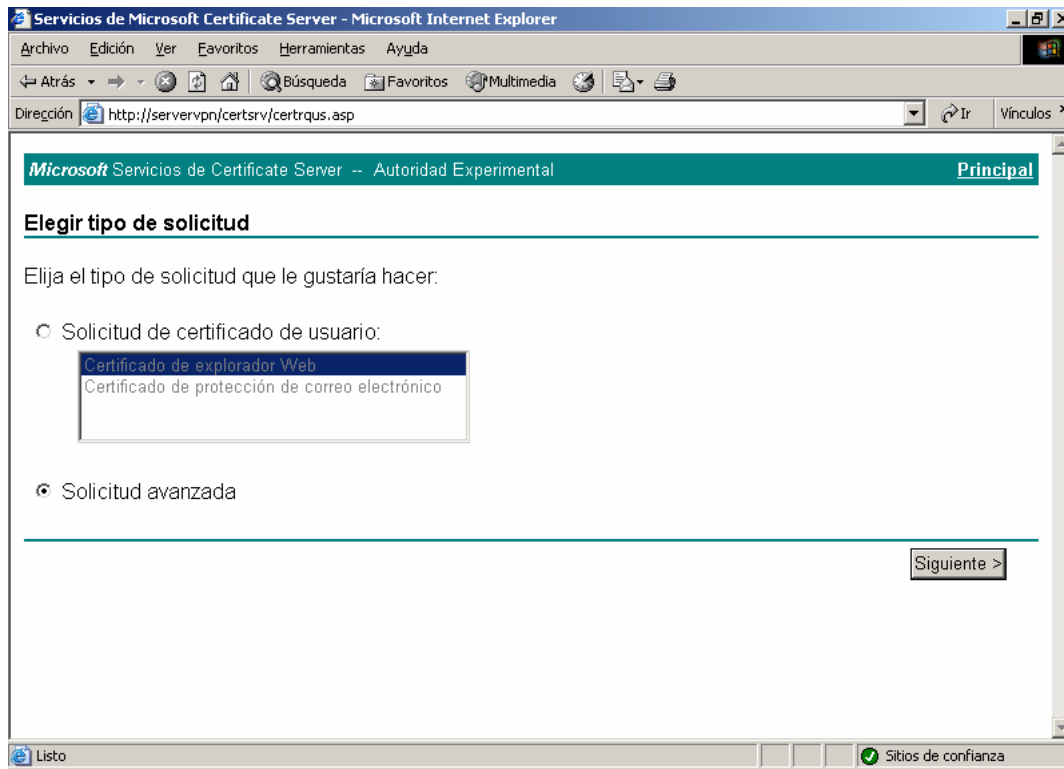 Servicios de Microsoft Certificate Server - Microsoft Internet Explorer
Archivo Edición Ver Favoritos Herramientas Ayuda
Atrás Búsqueda Favoritos Multimedia
Dirección http://servervpn/certsrv/certrqus.asp Ir Vínculos
Microsoft Servicios de Certificate Server -- Autoridad Experimental Principal
Elegir tipo de solicitud
Elija el tipo de solicitud que le gustaría hacer:
Solicitud de certificado de usuario:
Certificado de explorador Web
Certificado de protección de correo electrónico
Solicitud avanzada
Siguiente >
Listo Sitios de confianza